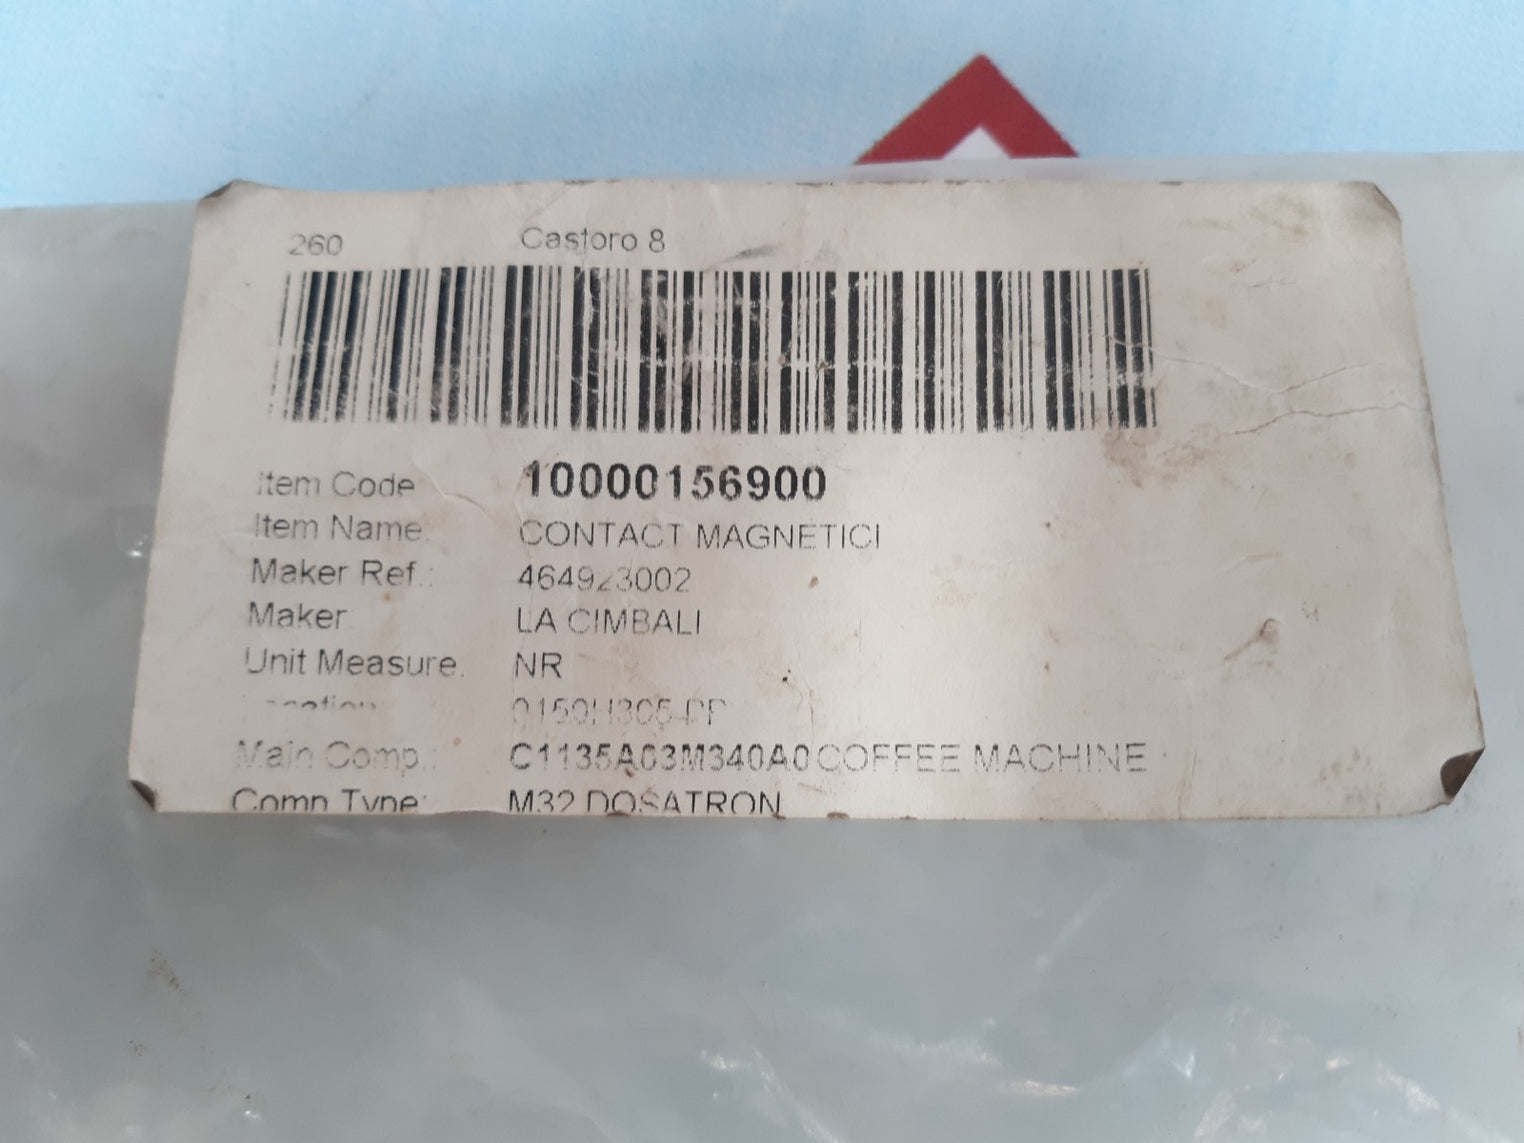 260 Castoro 8
Item Code 10000156900
Item Name: CONTACT MAGNETICI
Maker Ref.: 464923002
Maker LA CIMBALI
Unit Measure. NR
Main Comp.: C1135A03M340A0 COFFEE MACHINE
Comp Type: M32 DOSATRON